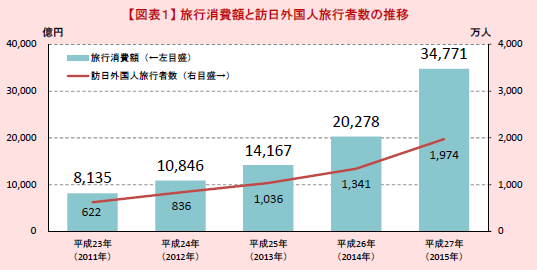 【図表1】旅行消費額と訪日外国人旅行者数の推移
億円 万人
40,000 4,000
旅行消費額（←左目盛）
訪日外国人旅行者数（右目盛→）
34,771
30,000 3,000
20,278
20,000 2,000
14,167
10,846
8,135
1,974
1,341
10,000 1,000
622 836 1,036
0 0
平成23年 平成24年 平成25年 平成26年 平成27年
（2011年） （2012年） （2013年） （2014年） （2015年）